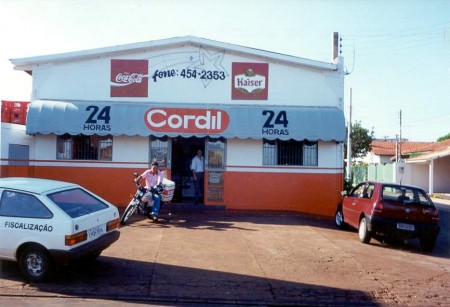 Coca-Cola
fone: 454-2353
Kaiser
24
HORAS
Cordil
24
HORAS
FISCALIZAÇÃO